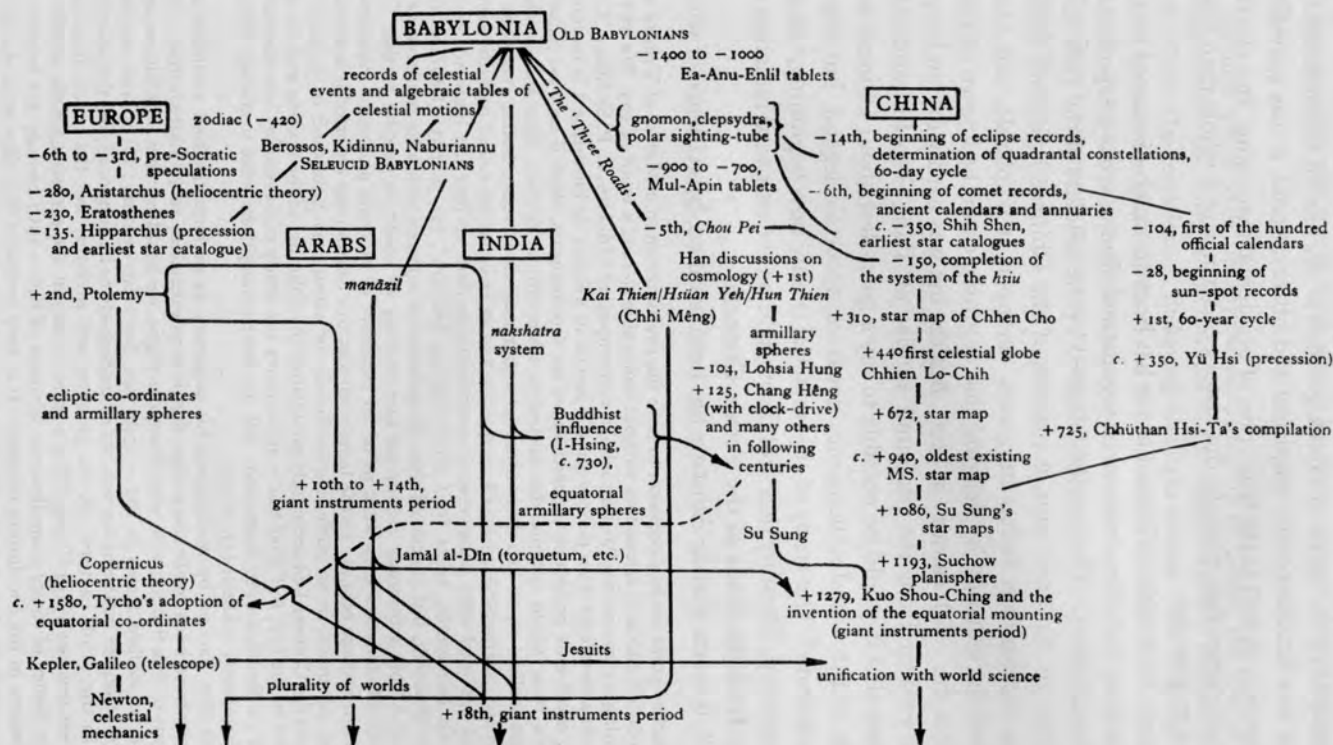 BABYLONIA OLD BABYLONIANS
−1400 to −1000
Ea-Anu-Enlil tablets
records of celestial
events and algebraic tables of
celestial motions
The 'Three Roads'
gnomon, clepsydra,
polar sighting-tube
−900 to −700,
Mul-Apin tablets
EUROPE
zodiac (−420)
Berossos, Kidinnu, Naburiannu
SELEUCID BABYLONIANS
−6th to −3rd, pre-Socratic
speculations
−280, Aristarchus (heliocentric theory)
−230, Eratosthenes
−135. Hipparchus (precession
and earliest star catalogue)
+2nd, Ptolemy
ecliptic co-ordinates
and armillary spheres
ARABS
manāzil
+10th to +14th,
giant instruments period
INDIA
nakshatra
system
Buddhist
influence
(I-Hsing,
c. 730),
equatorial
armillary spheres
−5th, Chou Pei
Han discussions on
cosmology (+1st)
Kai Thien/Hsüan Yeh/Hun Thien
(Chhi Mêng)
armillary
spheres
−104, Lohsia Hung
+125, Chang Hêng
(with clock-drive)
and many others
in following
centuries
Su Sung
CHINA
−14th, beginning of eclipse records,
determination of quadrantal constellations,
60-day cycle
−6th, beginning of comet records,
ancient calendars and annuaries
c. −350, Shih Shen,
earliest star catalogues
−150, completion of
the system of the hsiu
+310, star map of Chhen Cho
+440 first celestial globe
Chhien Lo-Chih
+672, star map
c. +940, oldest existing
MS. star map
+1086, Su Sung's
star maps
+1193, Suchow
planisphere
+1279, Kuo Shou-Ching and the
invention of the equatorial mounting
(giant instruments period)
−104, first of the hundred
official calendars
−28, beginning of
sun-spot records
+1st, 60-year cycle
c. +350, Yü Hsi (precession)
+725, Chhüthan Hsi-Ta's compilation
Jamāl al-Dīn (torquetum, etc.)
Copernicus
(heliocentric theory)
c. +1580, Tycho's adoption of
equatorial co-ordinates
Kepler, Galileo (telescope)
Jesuits
unification with world science
Newton,
celestial
mechanics
plurality of worlds
+18th, giant instruments period